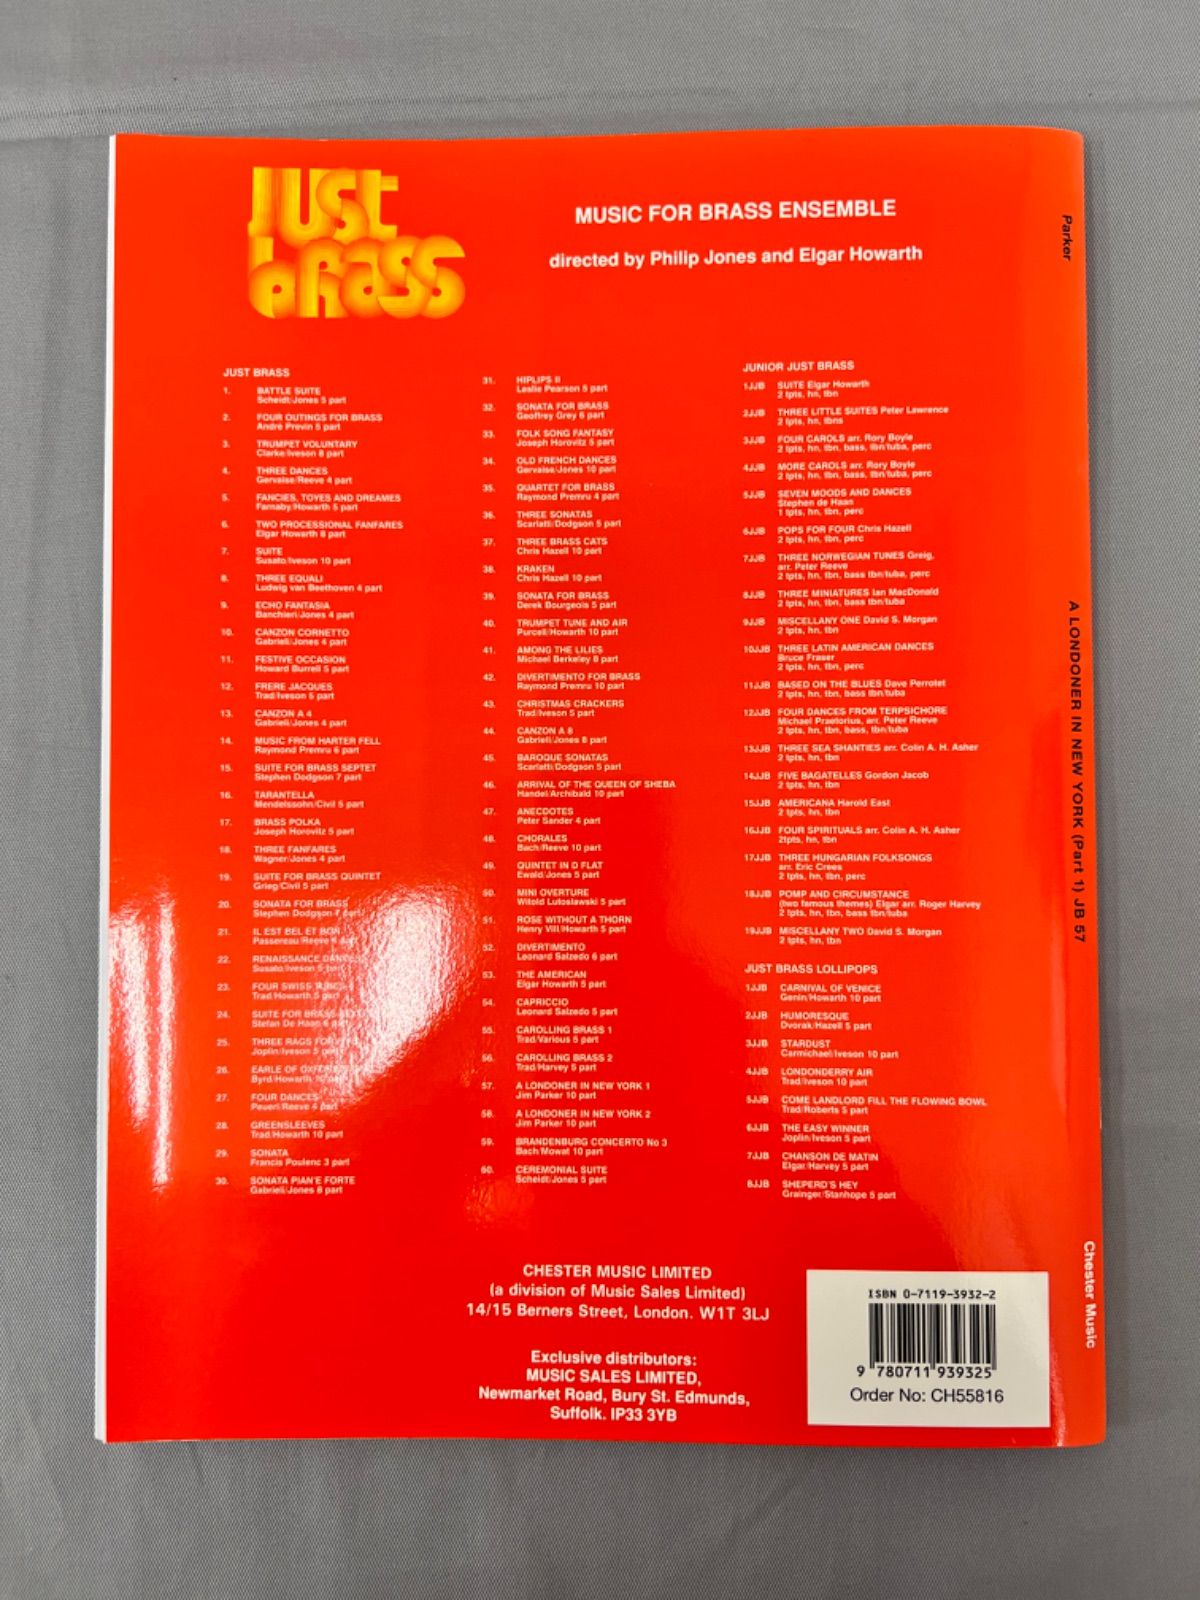 Just
brass
MUSIC FOR BRASS ENSEMBLE
directed by Philip Jones and Elgar Howarth
JUST BRASS
1. BATTLE SUITE
Scheidt/Jones 5 part
2. FOUR OUTINGS FOR BRASS
André Previn 5 part
3. TRUMPET VOLUNTARY
Clarke/Iveson 8 part
4. THREE DANCES
Gervaise/Reeve 4 part
5. FANCIES, TOYES AND DREAMES
Farnaby/Howarth 5 part
6. TWO PROCESSIONAL FANFARES
Elgar Howarth 8 part
7. SUITE
Susato/Iveson 10 part
8. THREE EQUALI
Ludwig van Beethoven 4 part
9. ECHO FANTASIA
Banchieri/Jones 4 part
10. CANZON CORNETTO
Gabrieli/Jones 4 part
11. FESTIVE OCCASION
Howard Burrell 5 part
12. FRERE JACQUES
Trad/Iveson 5 part
13. CANZON A 4
Gabrieli/Jones 4 part
14. MUSIC FROM HARTER FELL
Raymond Premru 6 part
15. SUITE FOR BRASS SEPTET
Stephen Dodgson 7 part
16. TARANTELLA
Mendelssohn/Civil 5 part
17. BRASS POLKA
Joseph Horovitz 5 part
18. THREE FANFARES
Wagner/Jones 4 part
19. SUITE FOR BRASS QUINTET
Grieg/Civil 5 part
20. SONATA FOR BRASS
Stephen Dodgson 7 part
21. IL EST BEL ET BON
Passereau/Reeve 4 part
22. RENAISSANCE DANCES
Susato/Iveson 5 part
23. FOUR SWISS TUNES
Trad/Howarth 5 part
24. SUITE FOR BRASS
Stefan De Haan 6 part
25. THREE RAGS FOR
Joplin/Iveson 5 part
26. EARLE OF OXFORD'S
Byrd/Howarth 10 part
27. FOUR DANCES
Peuerl/Reeve 4 part
28. GREENSLEEVES
Trad/Howarth 10 part
29. SONATA
Francis Poulenc 3 part
30. SONATA PIAN'E FORTE
Gabrieli/Jones 8 part
31. HIPLIPS II
Leslie Pearson 5 part
32. SONATA FOR BRASS
Geoffrey Grey 6 part
33. FOLK SONG FANTASY
Joseph Horovitz 5 part
34. OLD FRENCH DANCES
Gervaise/Jones 10 part
35. QUARTET FOR BRASS
Raymond Premru 4 part
36. THREE SONATAS
Scarlatti/Dodgson 5 part
37. THREE BRASS CATS
Chris Hazell 10 part
38. KRAKEN
Chris Hazell 10 part
39. SONATA FOR BRASS
Derek Bourgeois 5 part
40. TRUMPET TUNE AND AIR
Purcell/Howarth 10 part
41. AMONG THE LILIES
Michael Berkeley 8 part
42. DIVERTIMENTO FOR BRASS
Raymond Premru 10 part
43. CHRISTMAS CRACKERS
Trad/Iveson 5 part
44. CANZON A 8
Gabrieli/Jones 8 part
45. BAROQUE SONATAS
Scarlatti/Dodgson 5 part
46. ARRIVAL OF THE QUEEN OF SHEBA
Handel/Archibald 10 part
47. ANECDOTES
Peter Sander 4 part
48. CHORALES
Bach/Reeve 10 part
49. QUINTET IN D FLAT
Ewald/Jones 5 part
50. MINI OVERTURE
Witold Lutoslawski 5 part
51. ROSE WITHOUT A THORN
Henry VIII/Howarth 5 part
52. DIVERTIMENTO
Leonard Salzedo 6 part
53. THE AMERICAN
Elgar Howarth 5 part
54. CAPRICCIO
Leonard Salzedo 5 part
55. CAROLLING BRASS 1
Trad/Various 5 part
56. CAROLLING BRASS 2
Trad/Harvey 5 part
57. A LONDONER IN NEW YORK 1
Jim Parker 10 part
58. A LONDONER IN NEW YORK 2
Jim Parker 10 part
59. BRANDENBURG CONCERTO No 3
Bach/Mowat 10 part
60. CEREMONIAL SUITE
Scheidt/Jones 5 part
JUNIOR JUST BRASS
1JJB SUITE Elgar Howarth
2 tpts, hn, tbn
2JJB THREE LITTLE SUITES Peter Lawrence
2 tpts, hn, tbns
3JJB FOUR CAROLS arr. Rory Boyle
2 tpts, hn, tbn, bass, tbn/tuba, perc
4JJB MORE CAROLS arr. Rory Boyle
2 tpts, hn, tbn, bass, tbn/tuba, perc
5JJB SEVEN MOODS AND DANCES
Stephen de Haan
1 tpts, hn, tbn, perc
6JJB POPS FOR FOUR Chris Hazell
2 tpts, hn, tbn, perc
7JJB THREE NORWEGIAN TUNES Greig,
arr. Peter Reeve
2 tpts, hn, tbn, bass tbn/tuba, perc
8JJB THREE MINIATURES Ian MacDonald
2 tpts, hn, tbn, bass tbn/tuba
9JJB MISCELLANY ONE David S. Morgan
2 tpts, hn, tbn
10JJB THREE LATIN AMERICAN DANCES
Bruce Fraser
2 tpts, hn, tbn, perc
11JJB BASED ON THE BLUES Dave Perrotet
2 tpts, hn, tbn, bass tbn/tuba
12JJB FOUR DANCES FROM TERPSICHORE
Michael Praetorius, arr. Peter Reeve
2 tpts, hn, tbn, bass, tbn/tuba
13JJB THREE SEA SHANTIES arr. Colin A. H. Asher
2 tpts, hn, tbn
14JJB FIVE BAGATELLES Gordon Jacob
2 tpts, hn, tbn
15JJB AMERICANA Harold East
2 tpts, hn, tbn
16JJB FOUR SPIRITUALS arr. Colin A. H. Asher
2tpts, hn, tbn
17JJB THREE HUNGARIAN FOLKSONGS
arr. Eric Crees
2 tpts, hn, tbn, perc
18JJB POMP AND CIRCUMSTANCE
(two famous themes) Elgar arr. Roger Harvey
2 tpts, hn, tbn, bass tbn/tuba
19JJB MISCELLANY TWO David S. Morgan
2 tpts, hn, tbn
JUST BRASS LOLLIPOPS
1JJB CARNIVAL OF VENICE
Genin/Howarth 10 part
2JJB HUMORESQUE
Dvorak/Hazell 5 part
3JJB STARDUST
Carmichael/Iveson 10 part
4JJB LONDONDERRY AIR
Trad/Iveson 10 part
5JJB COME LANDLORD FILL THE FLOWING BOWL
Trad/Roberts 5 part
6JJB THE EASY WINNER
Joplin/Iveson 5 part
7JJB CHANSON DE MATIN
Elgar/Harvey 5 part
8JJB SHEPERD'S HEY
Grainger/Stanhope 5 part
CHESTER MUSIC LIMITED
(a division of Music Sales Limited)
14/15 Berners Street, London. W1T 3LJ
Exclusive distributors:
MUSIC SALES LIMITED,
Newmarket Road, Bury St. Edmunds,
Suffolk. IP33 3YB
ISBN 0-7119-3932-2
9 780711 939325
Order No: CH55816
Parker
A LONDONER IN NEW YORK (Part 1) JB 57
Chester Music